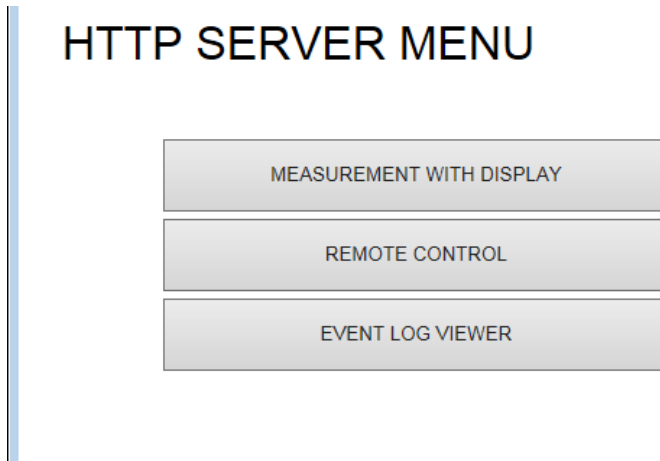 HTTP SERVER MENU
MEASUREMENT WITH DISPLAY
REMOTE CONTROL
EVENT LOG VIEWER